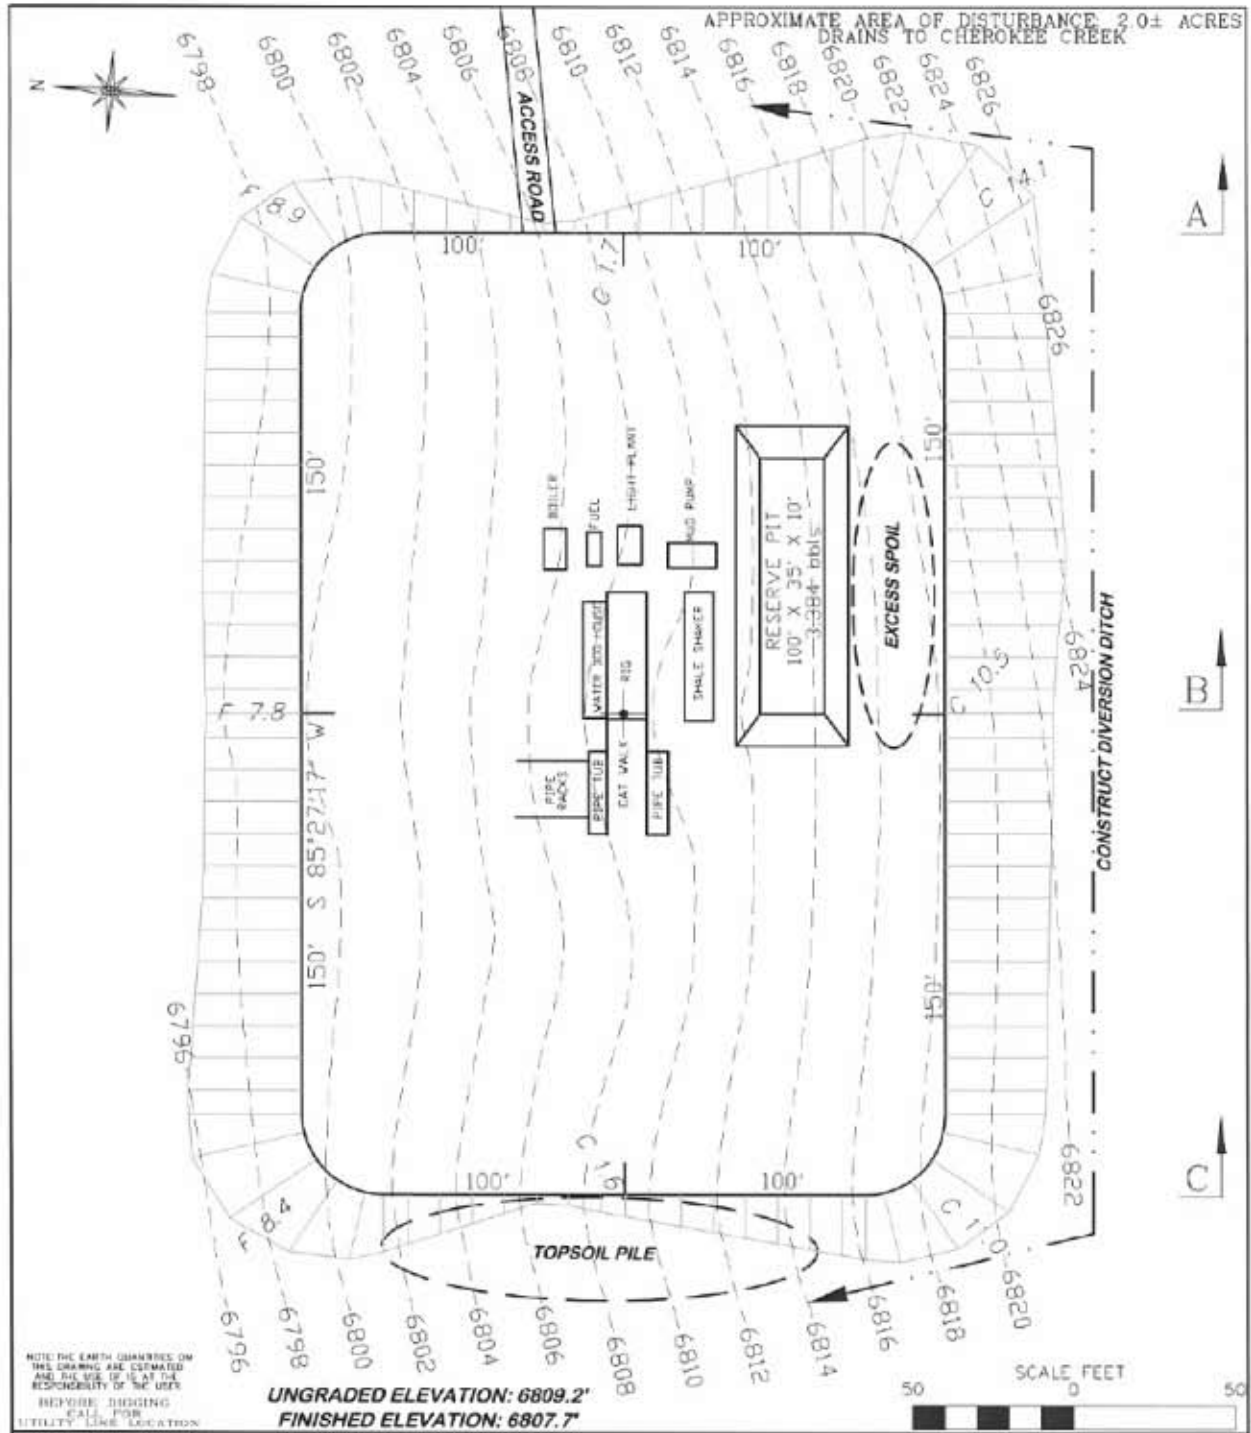 APPROXIMATE AREA OF DISTURBANCE 2.0± ACRES
DRAINS TO CHEROKEE CREEK
N
6798
6800
6802
6804
6806
6808
6810
6812
6814
6816
6818
6820
6822
6824
6826
ACCESS ROAD
F 8.9
C 14.1
A
100'
100'
6826
150'
150'
BOILER
FUEL
LIGHT PLANT
MUD PUMP
RESERVE PIT
100' X 35' X 10'
3,384 bbls
EXCESS SPOIL
WATER DOG HOUSE
RIG
SHALE SHAKER
6824
CONSTRUCT DIVERSION DITCH
B
F 7.8
C 10.5
S 85°27'17" W
PIPE RACKS
PIPE TUB
CAT WALK
PIPE TUB
150'
150'
6796
C 1.6
100'
100'
6822
C
F 8.4
TOPSOIL PILE
6796
6798
6800
6802
6804
6806
6808
6810
6812
6814
6816
6818
6820
NOTE: THE EARTH QUANTITIES ON
THIS DRAWING ARE ESTIMATED
AND THE USE OF IS AT THE
RESPONSIBILITY OF THE USER.
BEFORE DIGGING
CALL FOR
UTILITY LINE LOCATION
UNGRADED ELEVATION: 6809.2'
FINISHED ELEVATION: 6807.7'
SCALE FEET
50
0
50